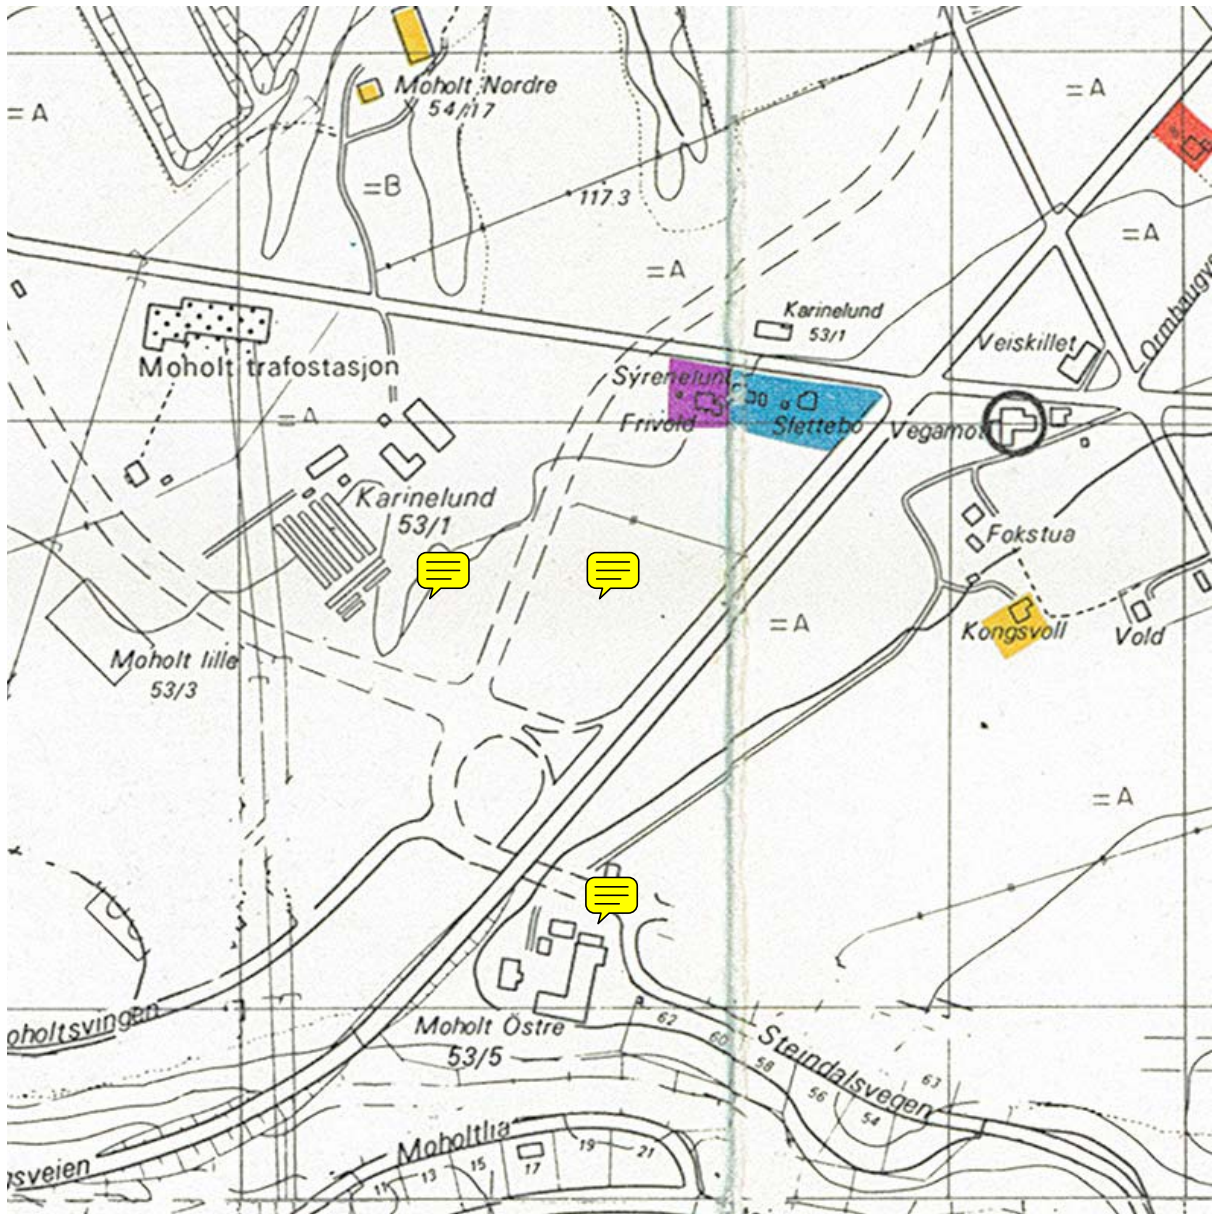 Moholt Nordre
54/17
= A
= A
= B
117.3
= A
= A
Ormhaugv
Karinelund
53/1
Veiskillet
Moholt trafostasjon
Syrenelund
= A
Frivold
Slettebo
Vegamot
Karinelund
53/1
Fokstua
= A
Kongsvoll
Vold
Moholt lille
53/3
= A
oholtsvingen
Moholt Östre
53/5
62
60
58
56
54
63
Steindalsvegen
Moholtlia
gsveien
11
13
15
17
19
21